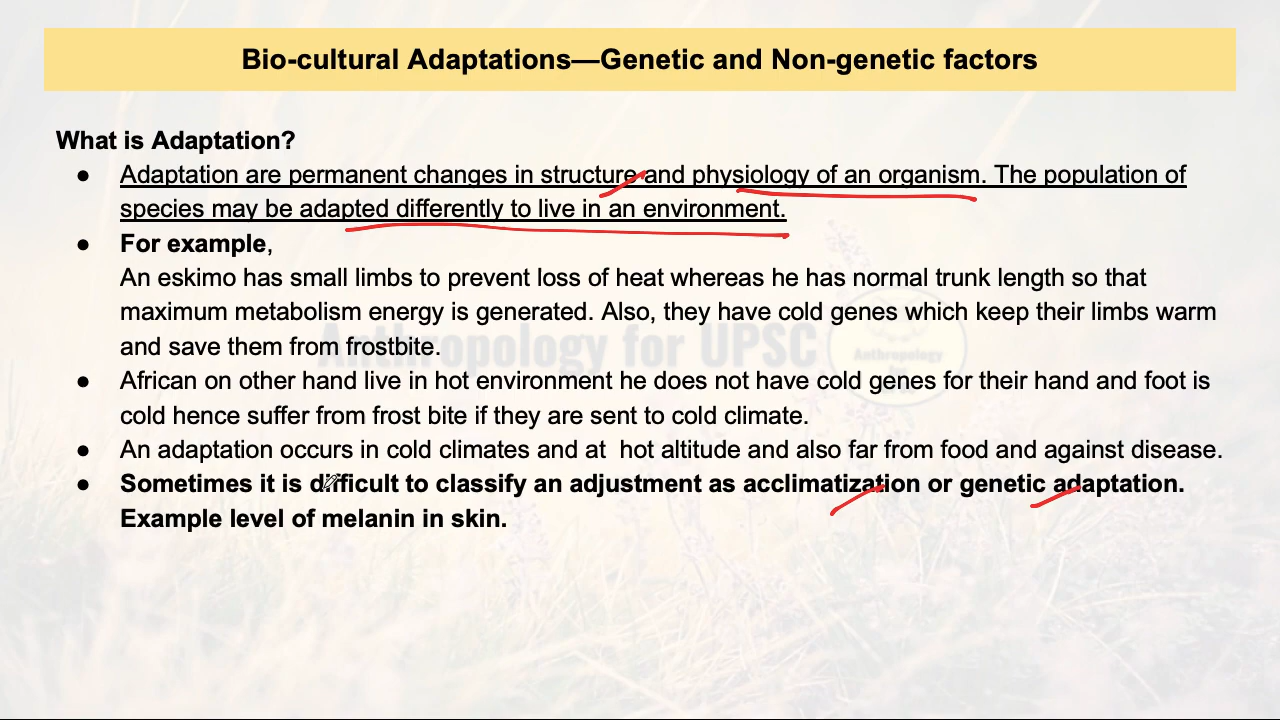 Bio-cultural Adaptations—Genetic and Non-genetic factors
What is Adaptation?
● Adaptation are permanent changes in structure and physiology of an organism. The population of
species may be adapted differently to live in an environment.
● For example,
An eskimo has small limbs to prevent loss of heat whereas he has normal trunk length so that
maximum metabolism energy is generated. Also, they have cold genes which keep their limbs warm
and save them from frostbite.
Anthropology for UPSC
Anthropology
● African on other hand live in hot environment he does not have cold genes for their hand and foot is
cold hence suffer from frost bite if they are sent to cold climate.
● An adaptation occurs in cold climates and at  hot altitude and also far from food and against disease.
● Sometimes it is difficult to classify an adjustment as acclimatization or genetic adaptation.
Example level of melanin in skin.